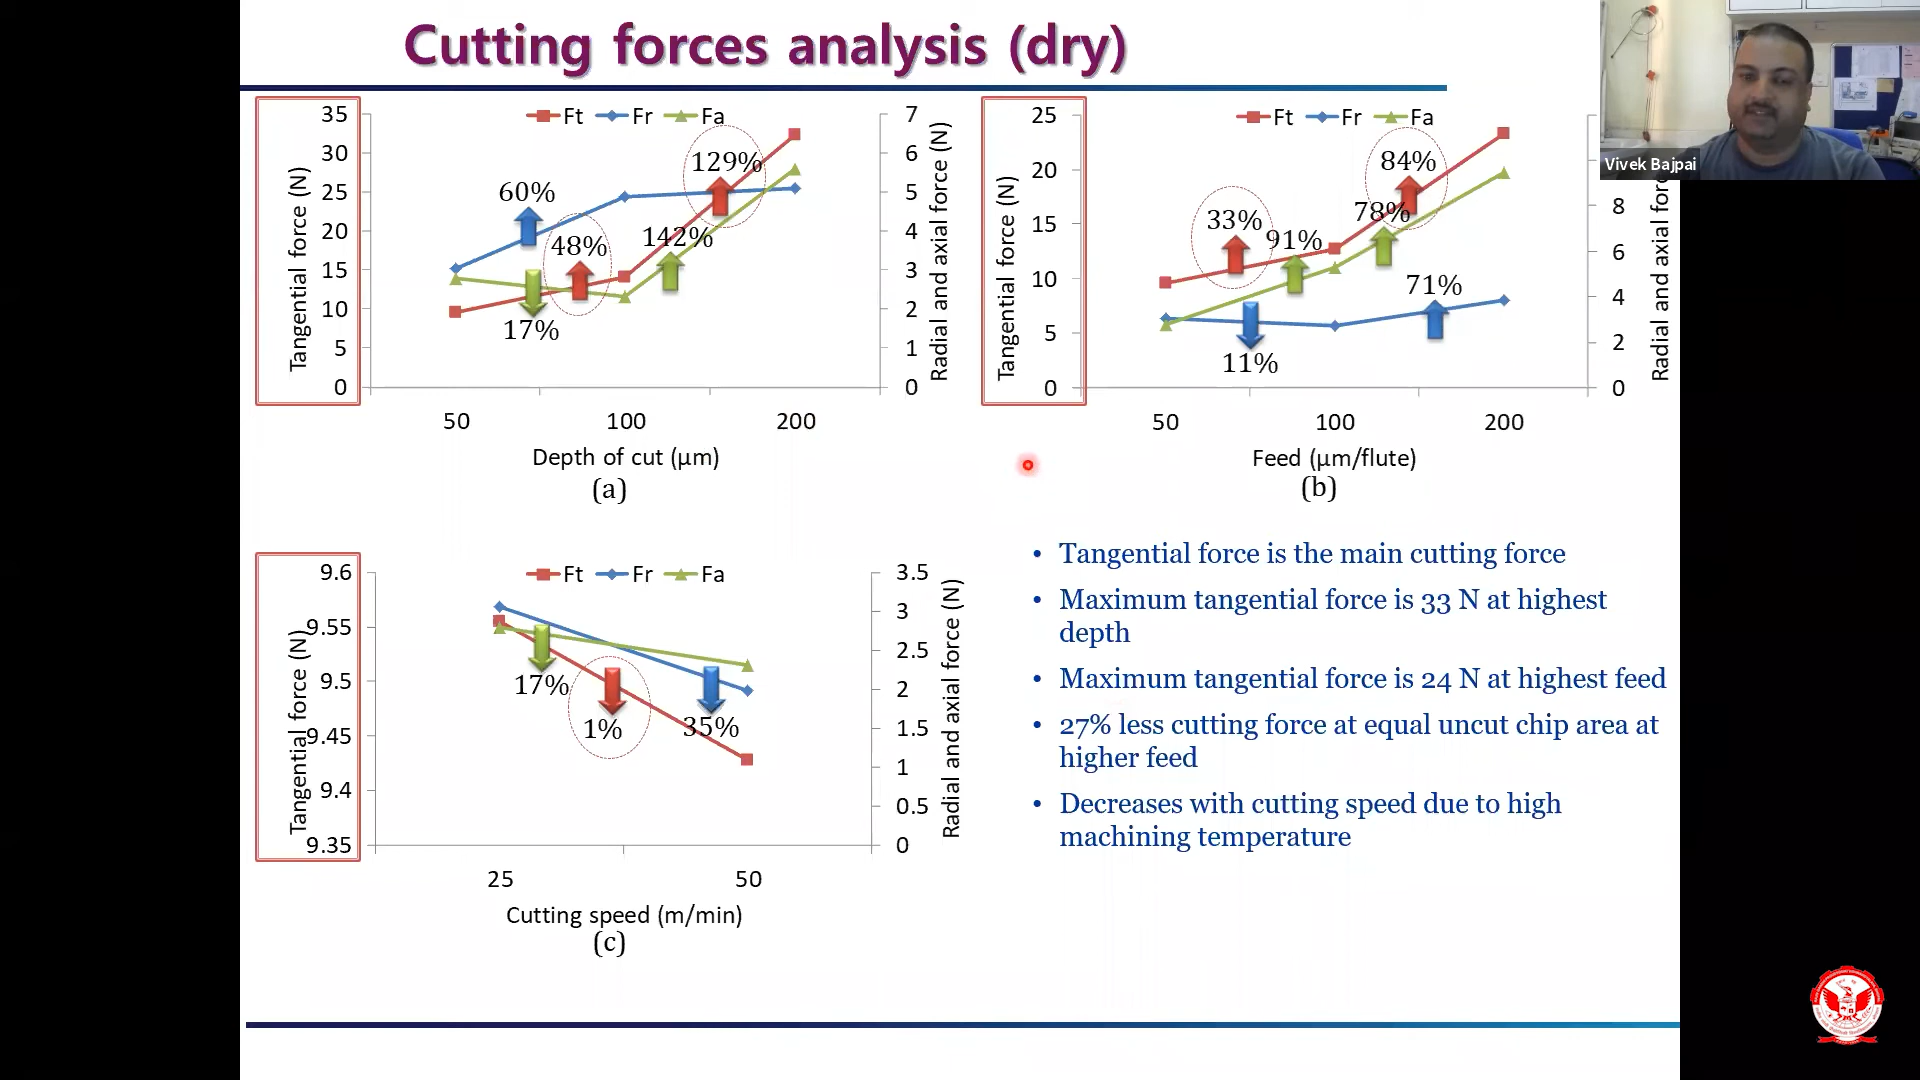 Cutting forces analysis (dry)
Vivek Bajpai
Ft Fr Fa
Tangential force (N)
35
30
25
20
15
10
5
0
60%
48%
129%
142%
17%
7
6
5
4
3
2
1
0
Radial and axial force (N)
50 100 200
Depth of cut (µm)
(a)
Ft Fr Fa
Tangential force (N)
25
20
15
10
5
0
33%
91%
84%
78%
71%
11%
8
6
4
2
0
Radial and axial
50 100 200
Feed (µm/flute)
(b)
Ft Fr Fa
Tangential force (N)
9.6
9.55
9.5
9.45
9.4
9.35
17%
1%
35%
3.5
3
2.5
2
1.5
1
0.5
0
Radial and axial force (N)
25 50
Cutting speed (m/min)
(c)
• Tangential force is the main cutting force
• Maximum tangential force is 33 N at highest
depth
• Maximum tangential force is 24 N at highest feed
• 27% less cutting force at equal uncut chip area at
higher feed
• Decreases with cutting speed due to high
machining temperature